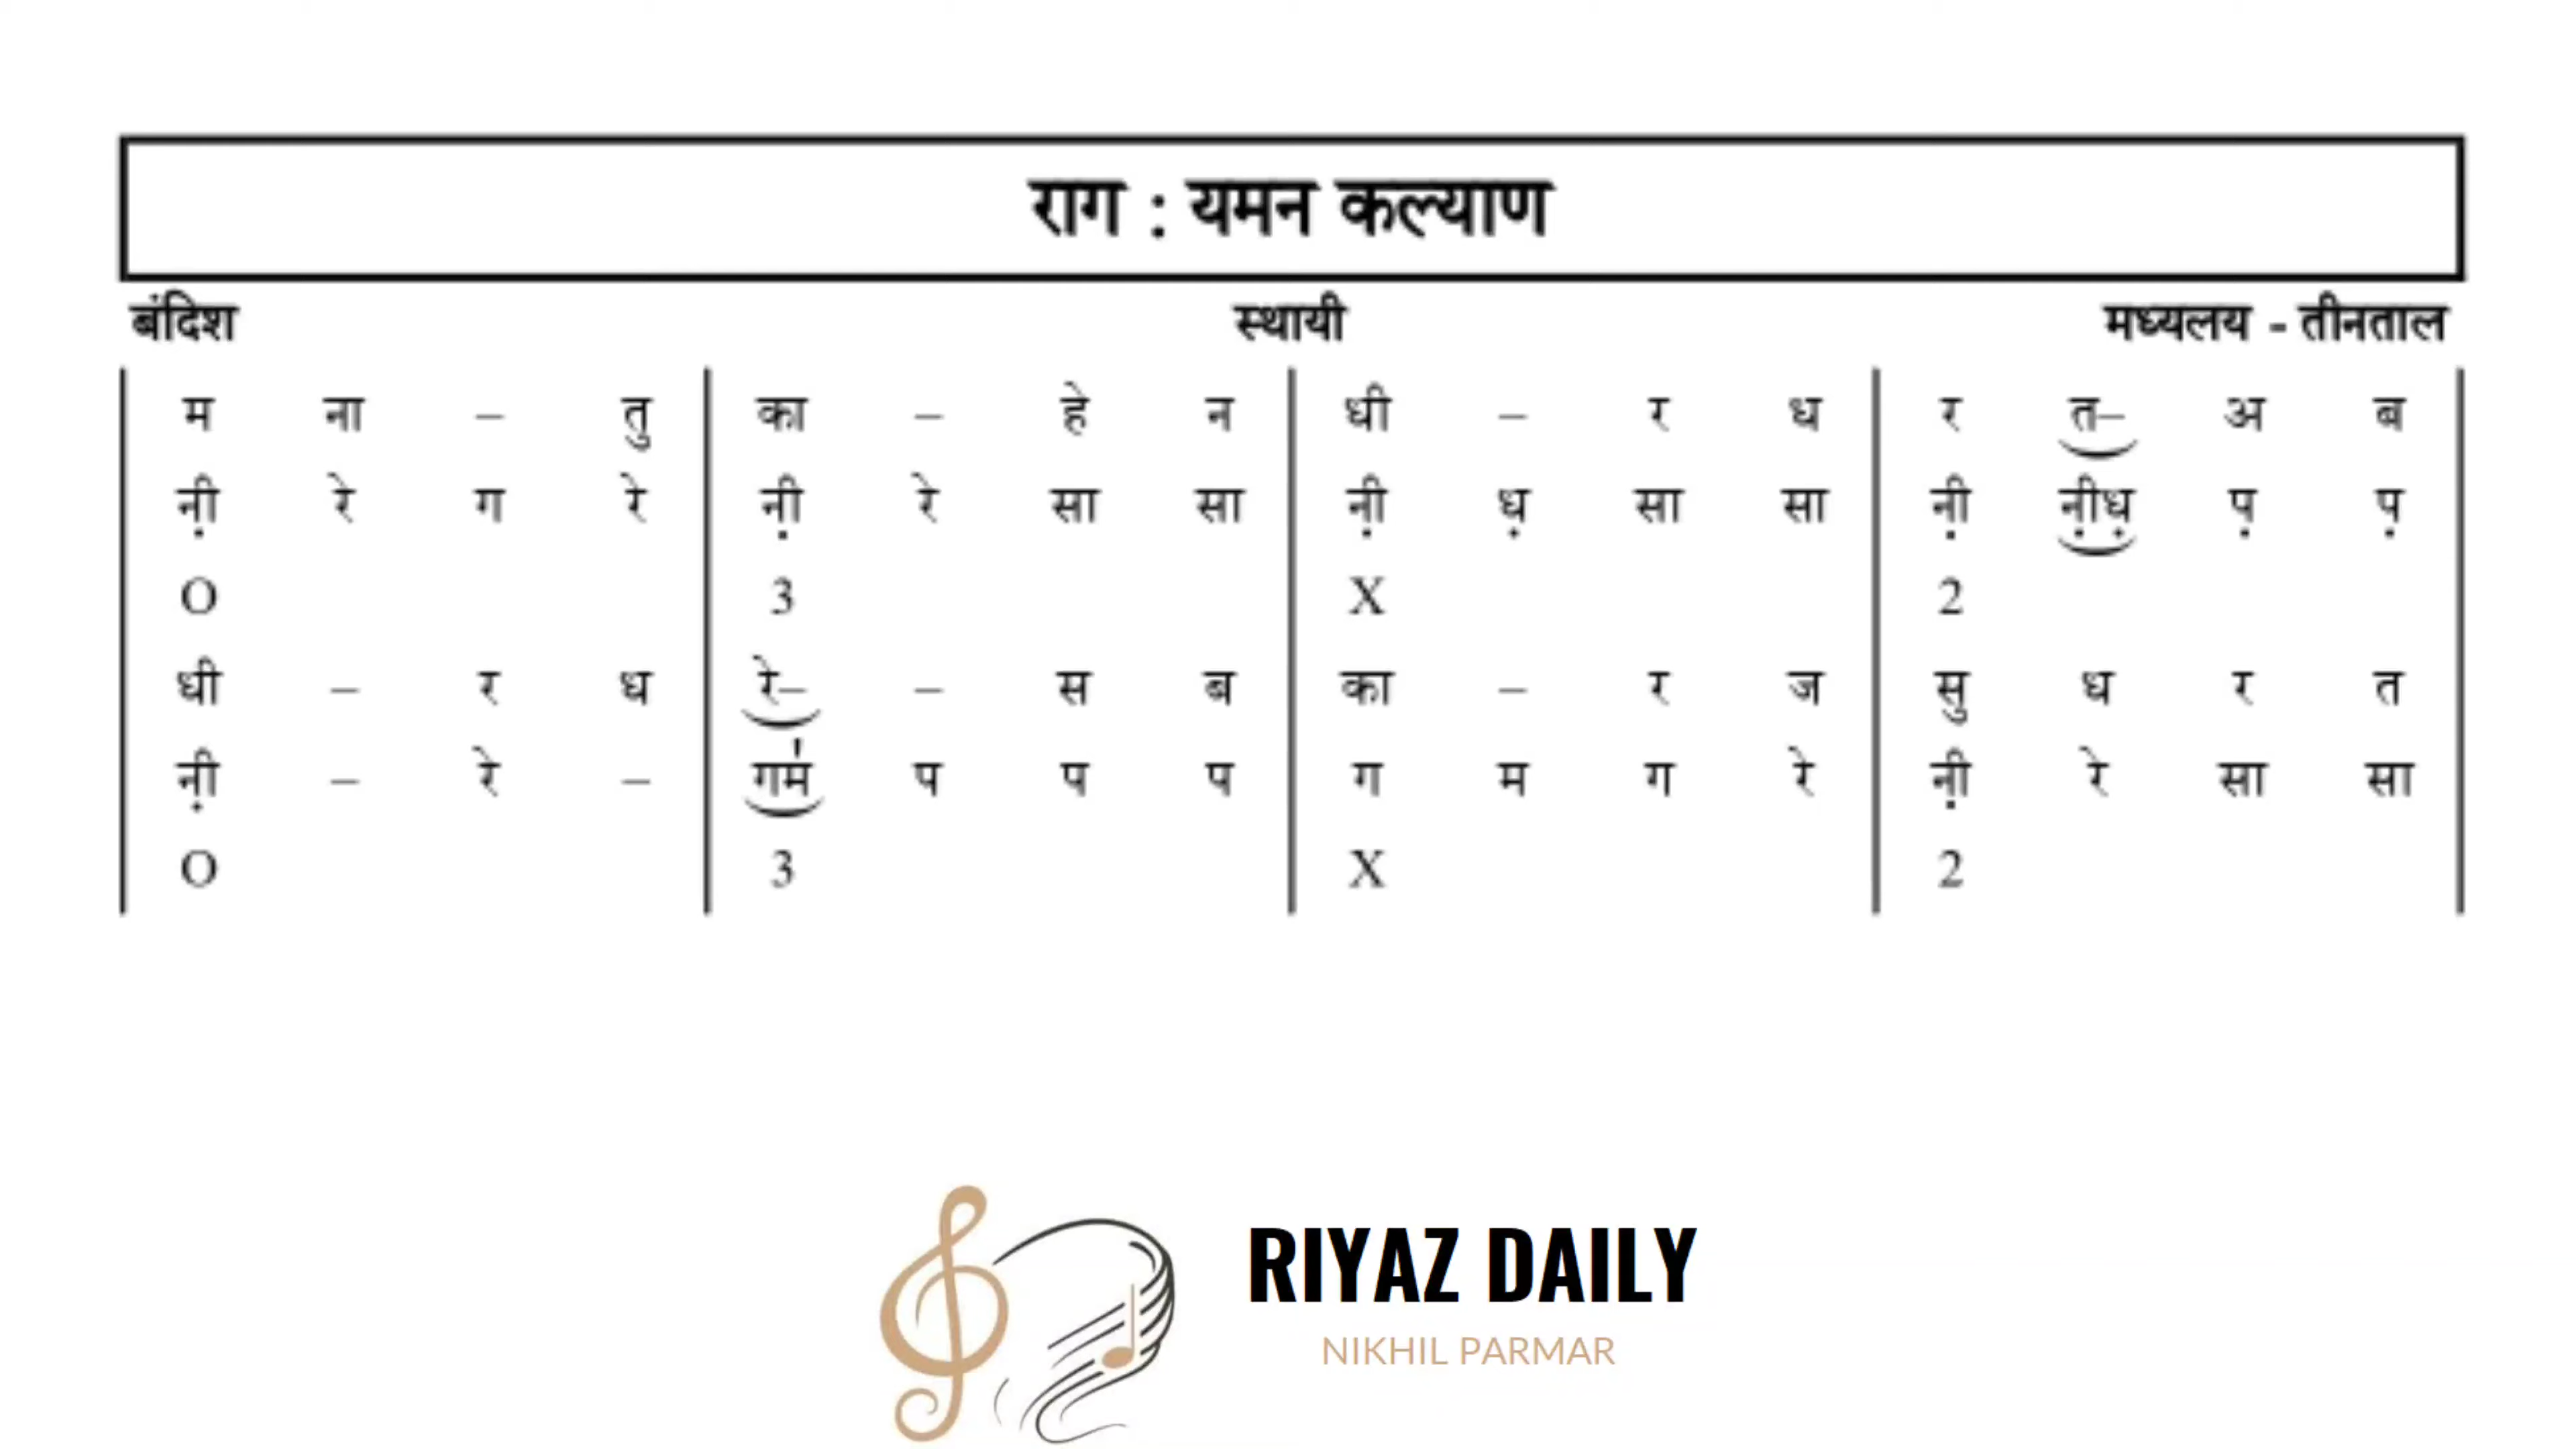 राग : यमन कल्याण
बंदिश स्थायी मध्यलय - तीनताल
म ना – तु | का – हे न | धी – र ध | र त– अ ब
ऩी रे ग रे | ऩी रे सा सा | ऩी ध़ सा सा | ऩी ऩीध़ प़ प़
O 3 X 2
धी – र ध | रे– – स ब | का – र ज | सु ध र त
ऩी – रे – | गम॑ प प प | ग म ग रे | ऩी रे सा सा
O 3 X 2
RIYAZ DAILY
NIKHIL PARMAR